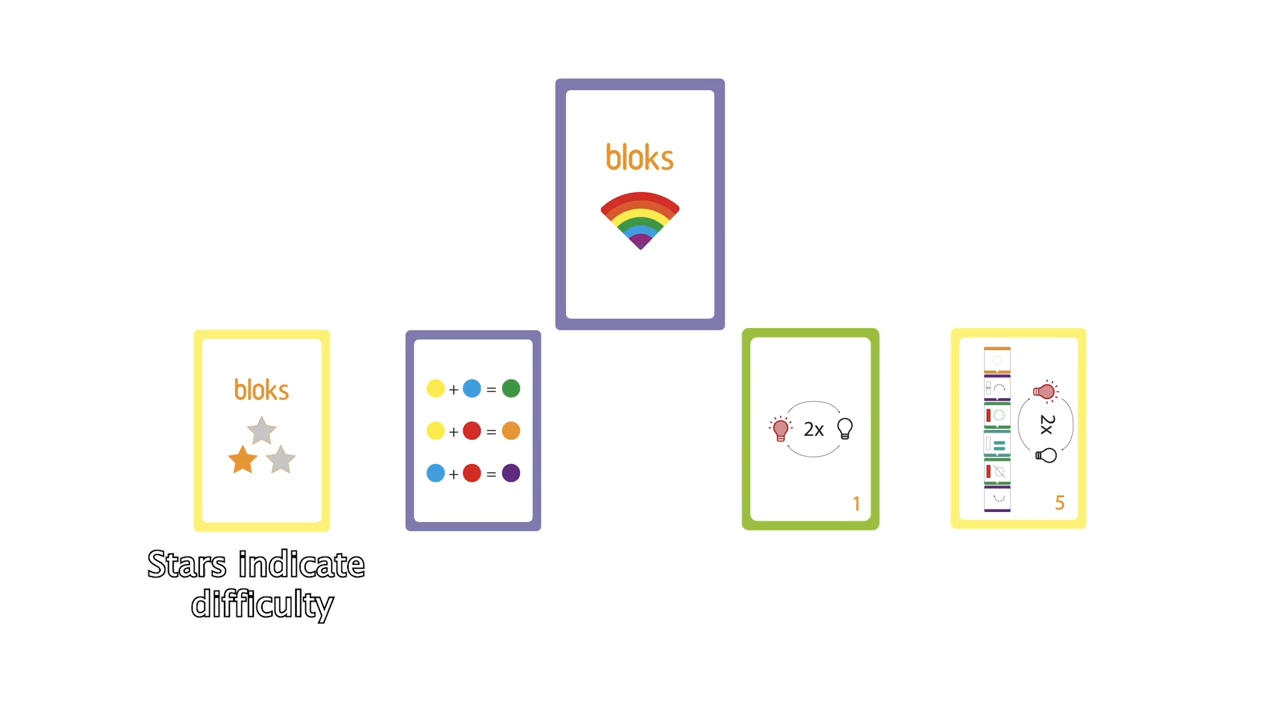 bloks
bloks
+ =
+ =
+ =
2x
1
2x
5
Stars indicate
difficulty